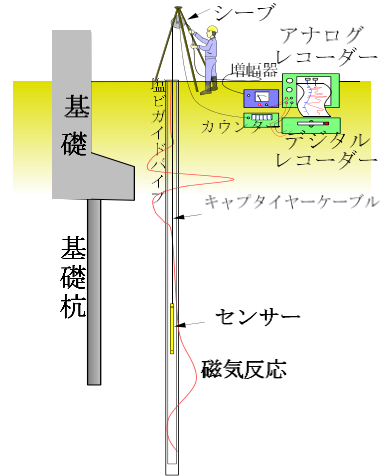 シーブ
アナログ
レコーダー
増幅器
カウンター
デジタル
レコーダー
塩ビガイドパイプ
基礎
キャプタイヤーケーブル
基礎杭
センサー
磁気反応